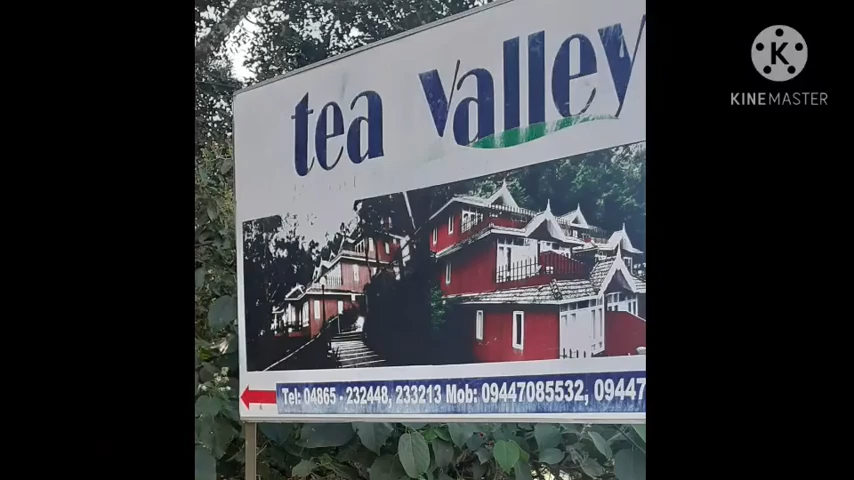 tea valley
Tel: 04865 - 232448, 233213 Mob: 09447085532, 09447
K
KINEMASTER